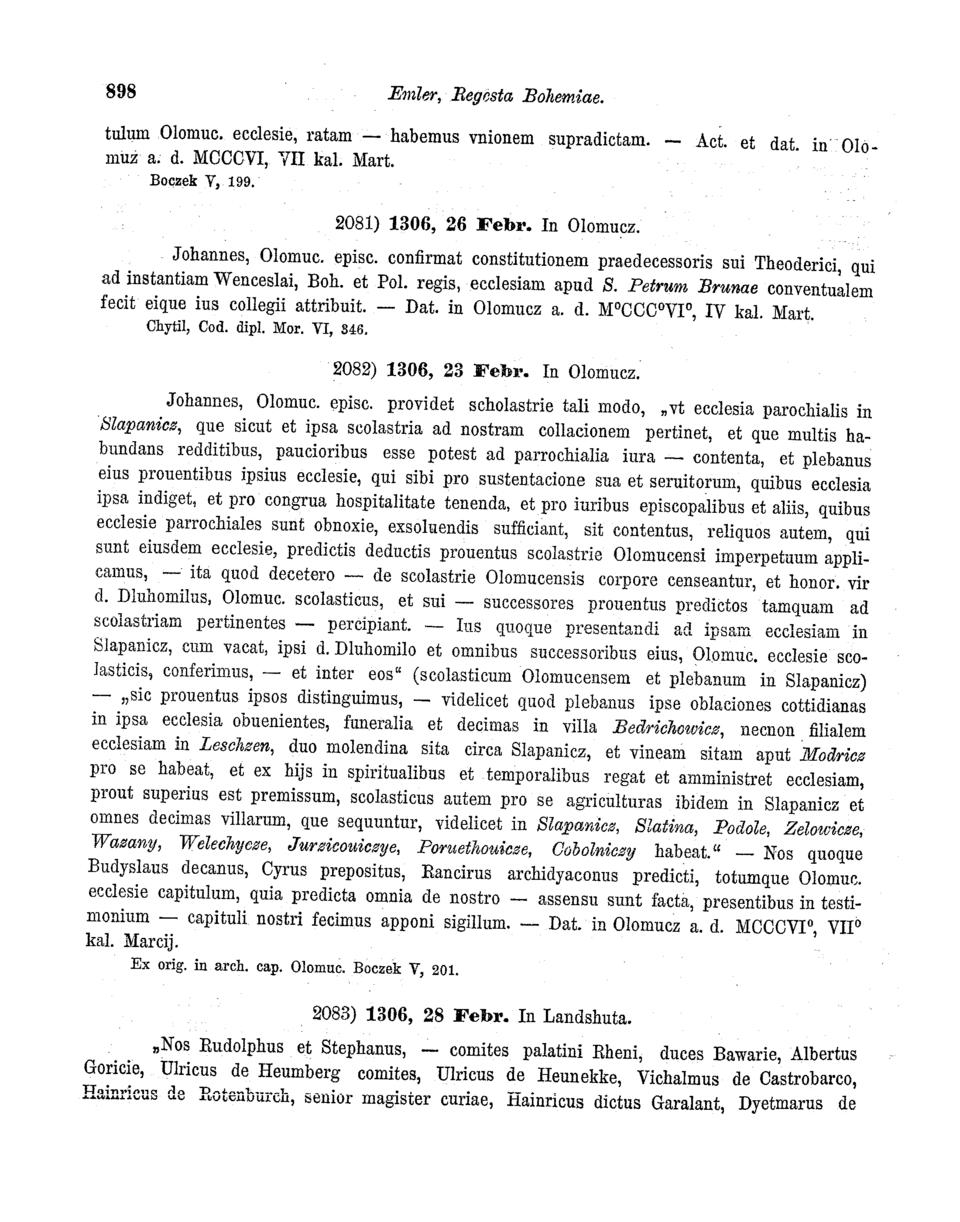 898
Emler, Regesta Bohemiae.
tulum Olomuc. ecclesie, ratam — habemus vnionem supradictam. — Act. et dat. in Olo-
muz a. d. MCCCVI, VII kal. Mart.
Boczek V, 199.
2081) 1306, 26 Febr. In Olomucz.
Johannes, Olomuc. episc. confirmat constitutionem praedecessoris sui Theoderici, qui
ad instantiam Wenceslai, Boh. et Pol. regis, ecclesiam apud S. Petrum Brunae conventualem
fecit eique ius collegii attribuit. — Dat. in Olomucz a. d. M⁰CCC⁰VI⁰, IV kal. Mart.
Chytil, Cod. dipl. Mor. VI, 346.
2082) 1306, 23 Febr. In Olomucz.
Johannes, Olomuc. episc. providet scholastrie tali modo, „vt ecclesia parochialis in
Slapanicz, que sicut et ipsa scolastria ad nostram collacionem pertinet, et que multis ha-
bundans redditibus, paucioribus esse potest ad parrochialia iura — contenta, et plebanus
eius prouentibus ipsius ecclesie, qui sibi pro sustentacione sua et seruitorum, quibus ecclesia
ipsa indiget, et pro congrua hospitalitate tenenda, et pro iuribus episcopalibus et aliis, quibus
ecclesie parrochiales sunt obnoxie, exsoluendis sufficiant, sit contentus, reliquos autem, qui
sunt eiusdem ecclesie, predictis deductis prouentus scolastrie Olomucensi imperpetuum appli-
camus, — ita quod decetero — de scolastrie Olomucensis corpore censeantur, et honor. vir
d. Dluhomilus, Olomuc. scolasticus, et sui — successores prouentus predictos tamquam ad
scolastriam pertinentes — percipiant. — Ius quoque presentandi ad ipsam ecclesiam in
Slapanicz, cum vacat, ipsi d. Dluhomilo et omnibus successoribus eius, Olomuc. ecclesie sco-
lasticis, conferimus, — et inter eos“ (scolasticum Olomucensem et plebanum in Slapanicz)
— „sic prouentus ipsos distinguimus, — videlicet quod plebanus ipse oblaciones cottidianas
in ipsa ecclesia obuenientes, funeralia et decimas in villa Bedrichowicz, necnon filialem
ecclesiam in Leschzen, duo molendina sita circa Slapanicz, et vineam sitam aput Modricz
pro se habeat, et ex hijs in spiritualibus et temporalibus regat et amministret ecclesiam,
prout superius est premissum, scolasticus autem pro se agriculturas ibidem in Slapanicz et
omnes decimas villarum, que sequuntur, videlicet in Slapanicz, Slatina, Podole, Zelowicze,
Wazany, Welechycze, Jurzicouiczye, Poruethouicze, Cobolniczy habeat.“ — Nos quoque
Budyslaus decanus, Cyrus prepositus, Rancirus archidyaconus predicti, totumque Olomuc.
ecclesie capitulum, quia predicta omnia de nostro — assensu sunt facta, presentibus in testi-
monium — capituli nostri fecimus apponi sigillum. — Dat. in Olomucz a. d. MCCCVI⁰, VII⁰
kal. Marcij.
Ex orig. in arch. cap. Olomuc. Boczek V, 201.
2083) 1306, 28 Febr. In Landshuta.
„Nos Rudolphus et Stephanus, — comites palatini Rheni, duces Bawarie, Albertus
Goricie, Ulricus de Heumberg comites, Ulricus de Heunekke, Vichalmus de Castrobarco,
Hainricus de Rotenburch, senior magister curiae, Hainricus dictus Garalant, Dyetmarus de